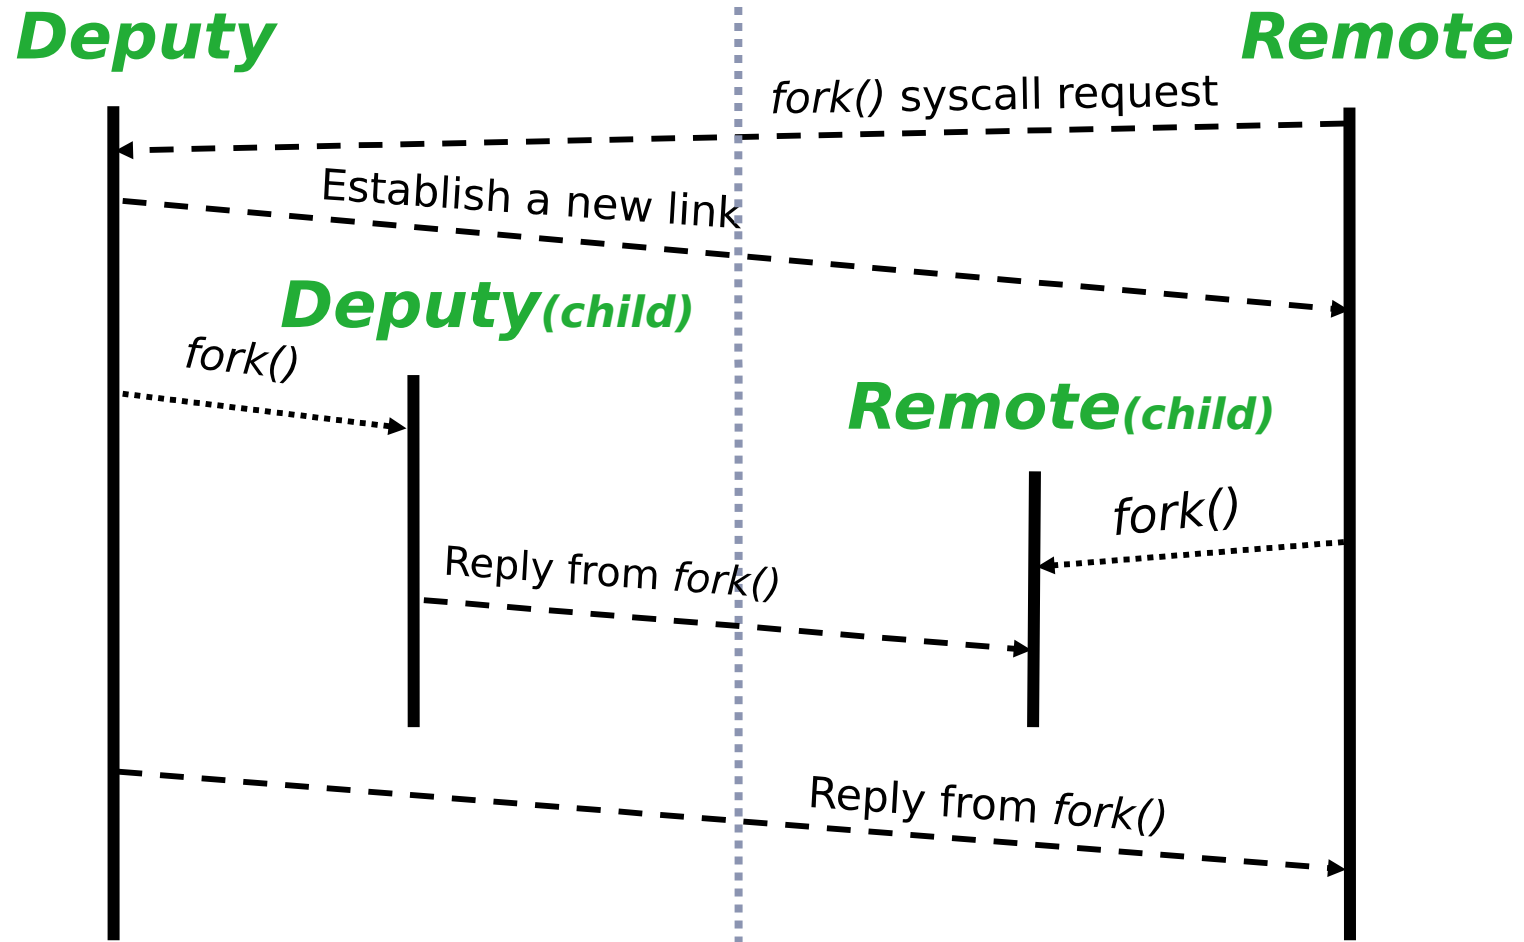 Deputy
Remote
fork() syscall request
Establish a new link
Deputy(child)
fork()
Remote(child)
fork()
Reply from fork()
Reply from fork()